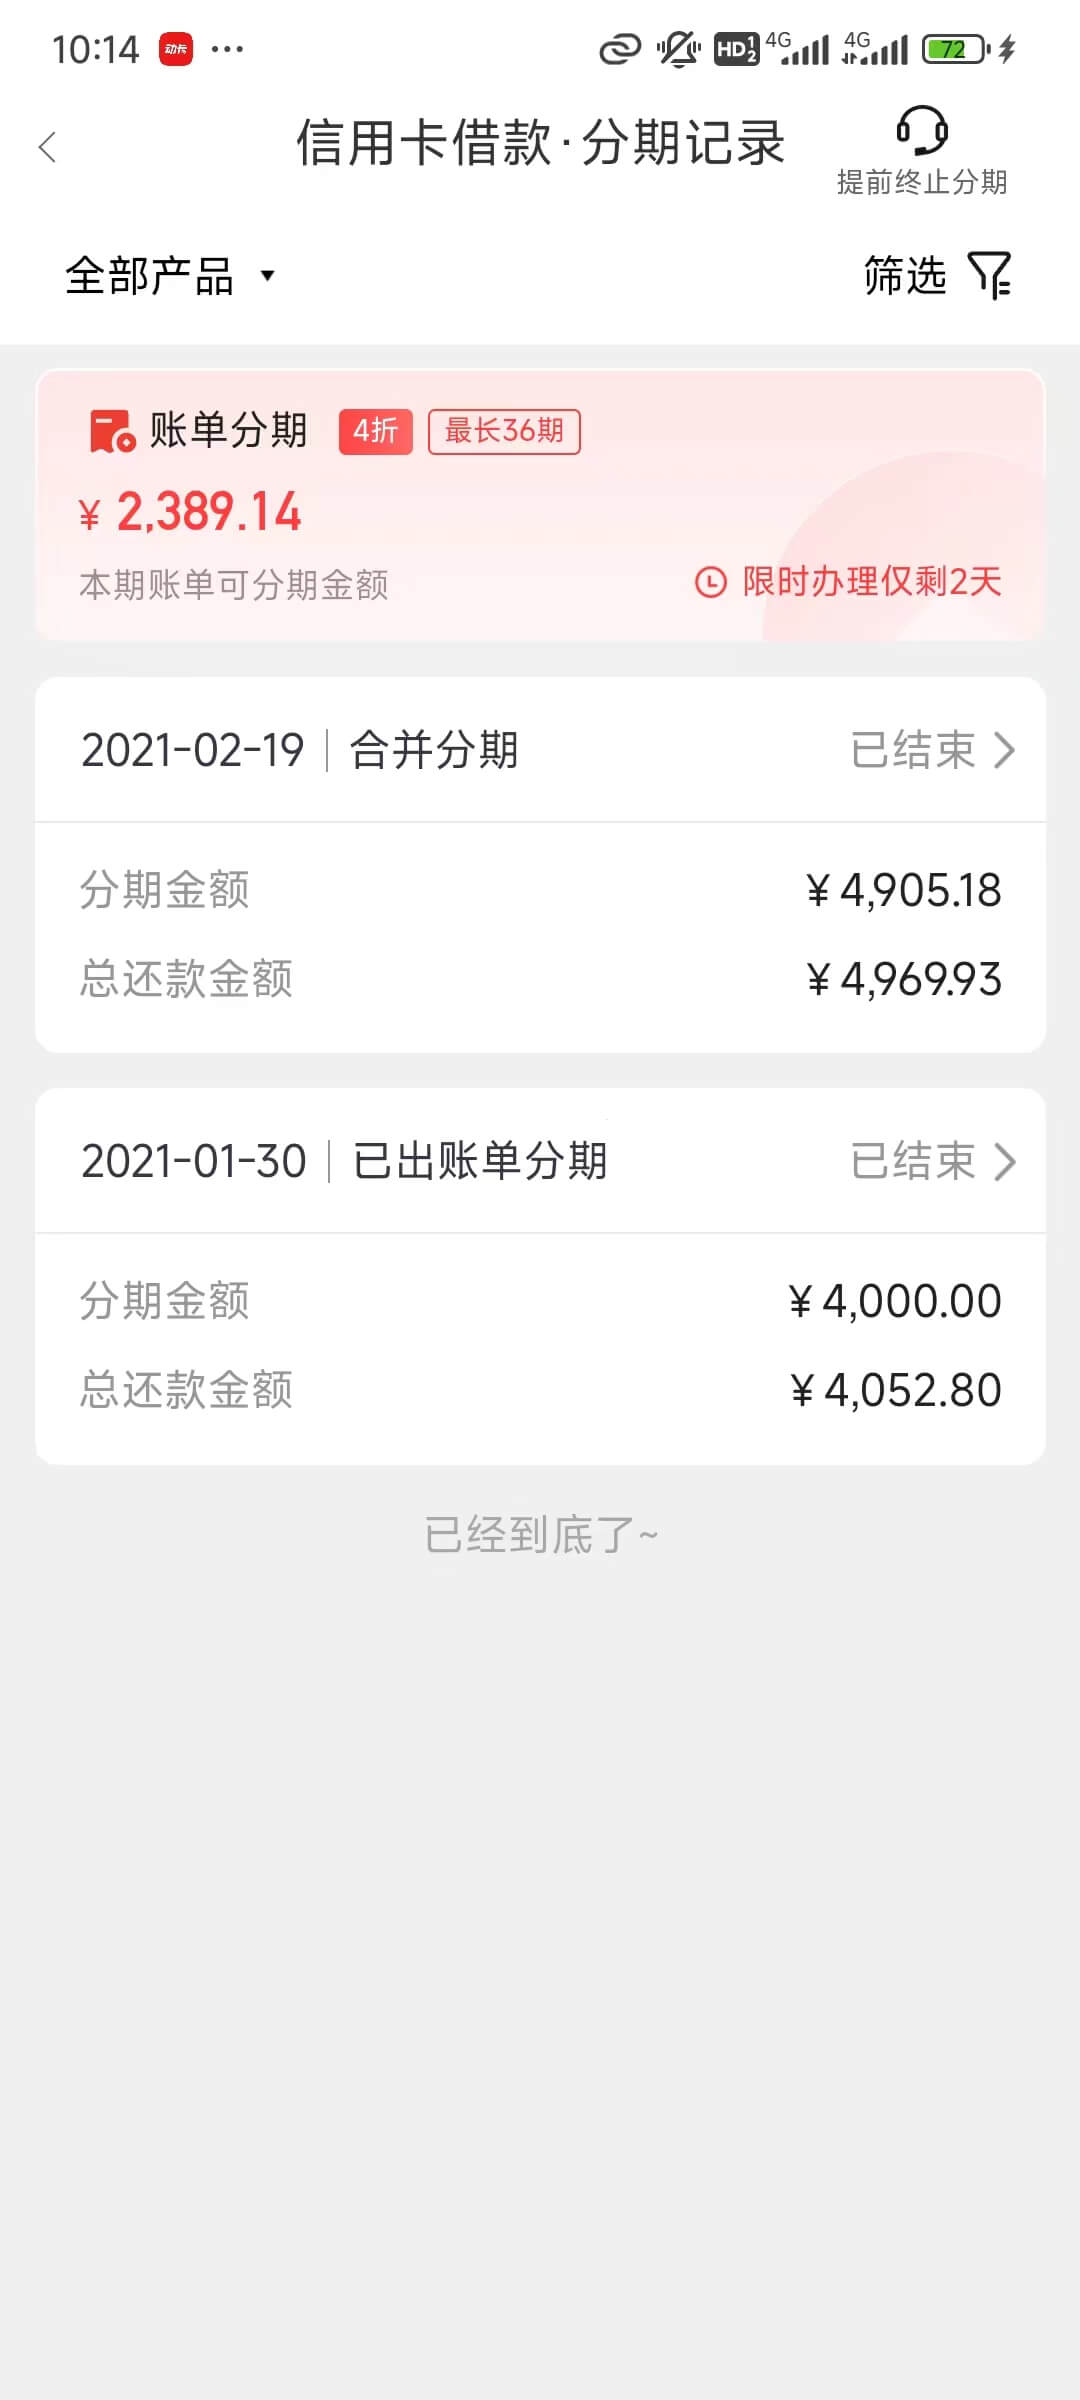 10:14 动卡 ··· HD 1 2 4G 4G 72
信用卡借款·分期记录
提前终止分期
全部产品 筛选
账单分期 4折 最长36期
¥ 2,389.14
本期账单可分期金额 限时办理仅剩2天
2021-02-19 合并分期 已结束
分期金额 ¥4,905.18
总还款金额 ¥4,969.93
2021-01-30 已出账单分期 已结束
分期金额 ¥4,000.00
总还款金额 ¥4,052.80
已经到底了~